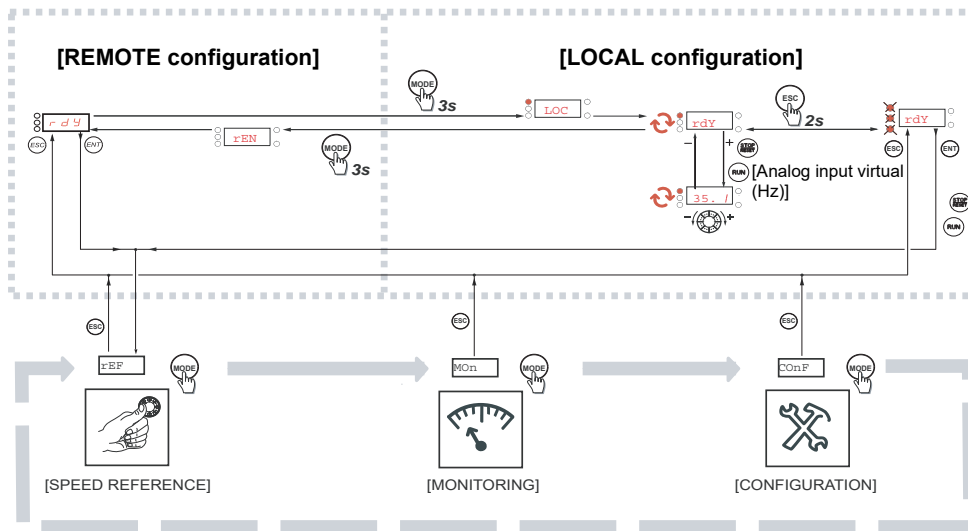 [REMOTE configuration]
[LOCAL configuration]
MODE
3s
LOC
ESC
2s
rdY
rdY
rdY
ESC
ENT
rEN
MODE
3s
STOP
RESET
ESC
ENT
- +
RUN
[Analog input virtual
(Hz)]
35.1
- +
STOP
RESET
RUN
ESC
ESC
ESC
rEF
MODE
MOn
MODE
COnF
MODE
[SPEED REFERENCE]
[MONITORING]
[CONFIGURATION]